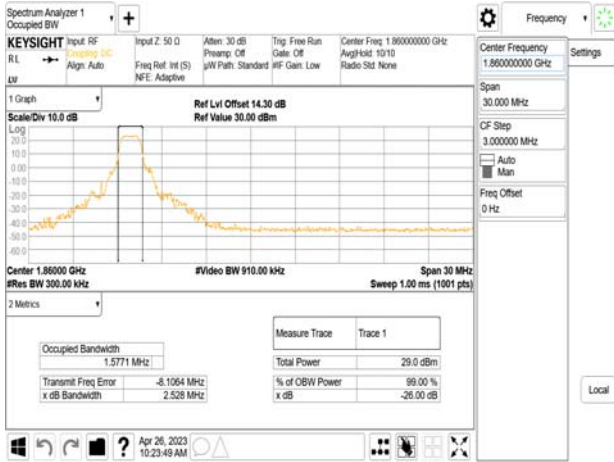 Spectrum Analyzer 1
Occupied BW
Frequency
KEYSIGHT
Input: RF
Coupling: DC
Align: Auto
Input Z: 50 Ω
Freq Ref: Int (S)
NFE: Adaptive
Atten: 30 dB
Preamp: Off
µW Path: Standard
Trig: Free Run
Gate: Off
#IF Gain: Low
Center Freq: 1.860000000 GHz
Avg|Hold: 10/10
Radio Std: None
RL
LXI
Center Frequency
1.860000000 GHz
Settings
Span
30.000 MHz
CF Step
3.000000 MHz
Auto
Man
Freq Offset
0 Hz
Local
1 Graph
Scale/Div 10.0 dB
Ref Lvl Offset 14.30 dB
Ref Value 30.00 dBm
Log
20.0
10.0
0.00
-10.0
-20.0
-30.0
-40.0
-50.0
-60.0
Center 1.86000 GHz
#Video BW 910.00 kHz
Span 30 MHz
#Res BW 300.00 kHz
Sweep 1.00 ms (1001 pts)
2 Metrics
Measure Trace Trace 1
Occupied Bandwidth
1.5771 MHz
Total Power 29.0 dBm
Transmit Freq Error -8.1064 MHz
% of OBW Power 99.00 %
x dB Bandwidth 2.528 MHz
x dB -26.00 dB
?
Apr 26, 2023
10:23:49 AM